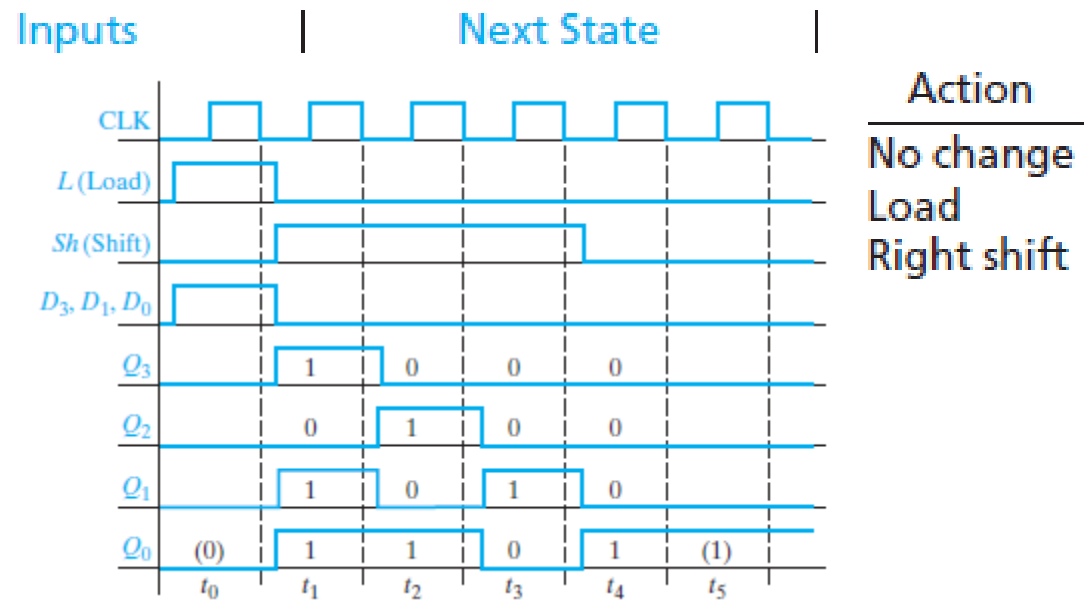 Inputs | Next State |
Action
No change
Load
Right shift
CLK
L (Load)
Sh (Shift)
D3, D1, D0
Q3 1 0 0 0
Q2 0 1 0 0
Q1 1 0 1 0
Q0 (0) 1 1 0 1 (1)
t0 t1 t2 t3 t4 t5